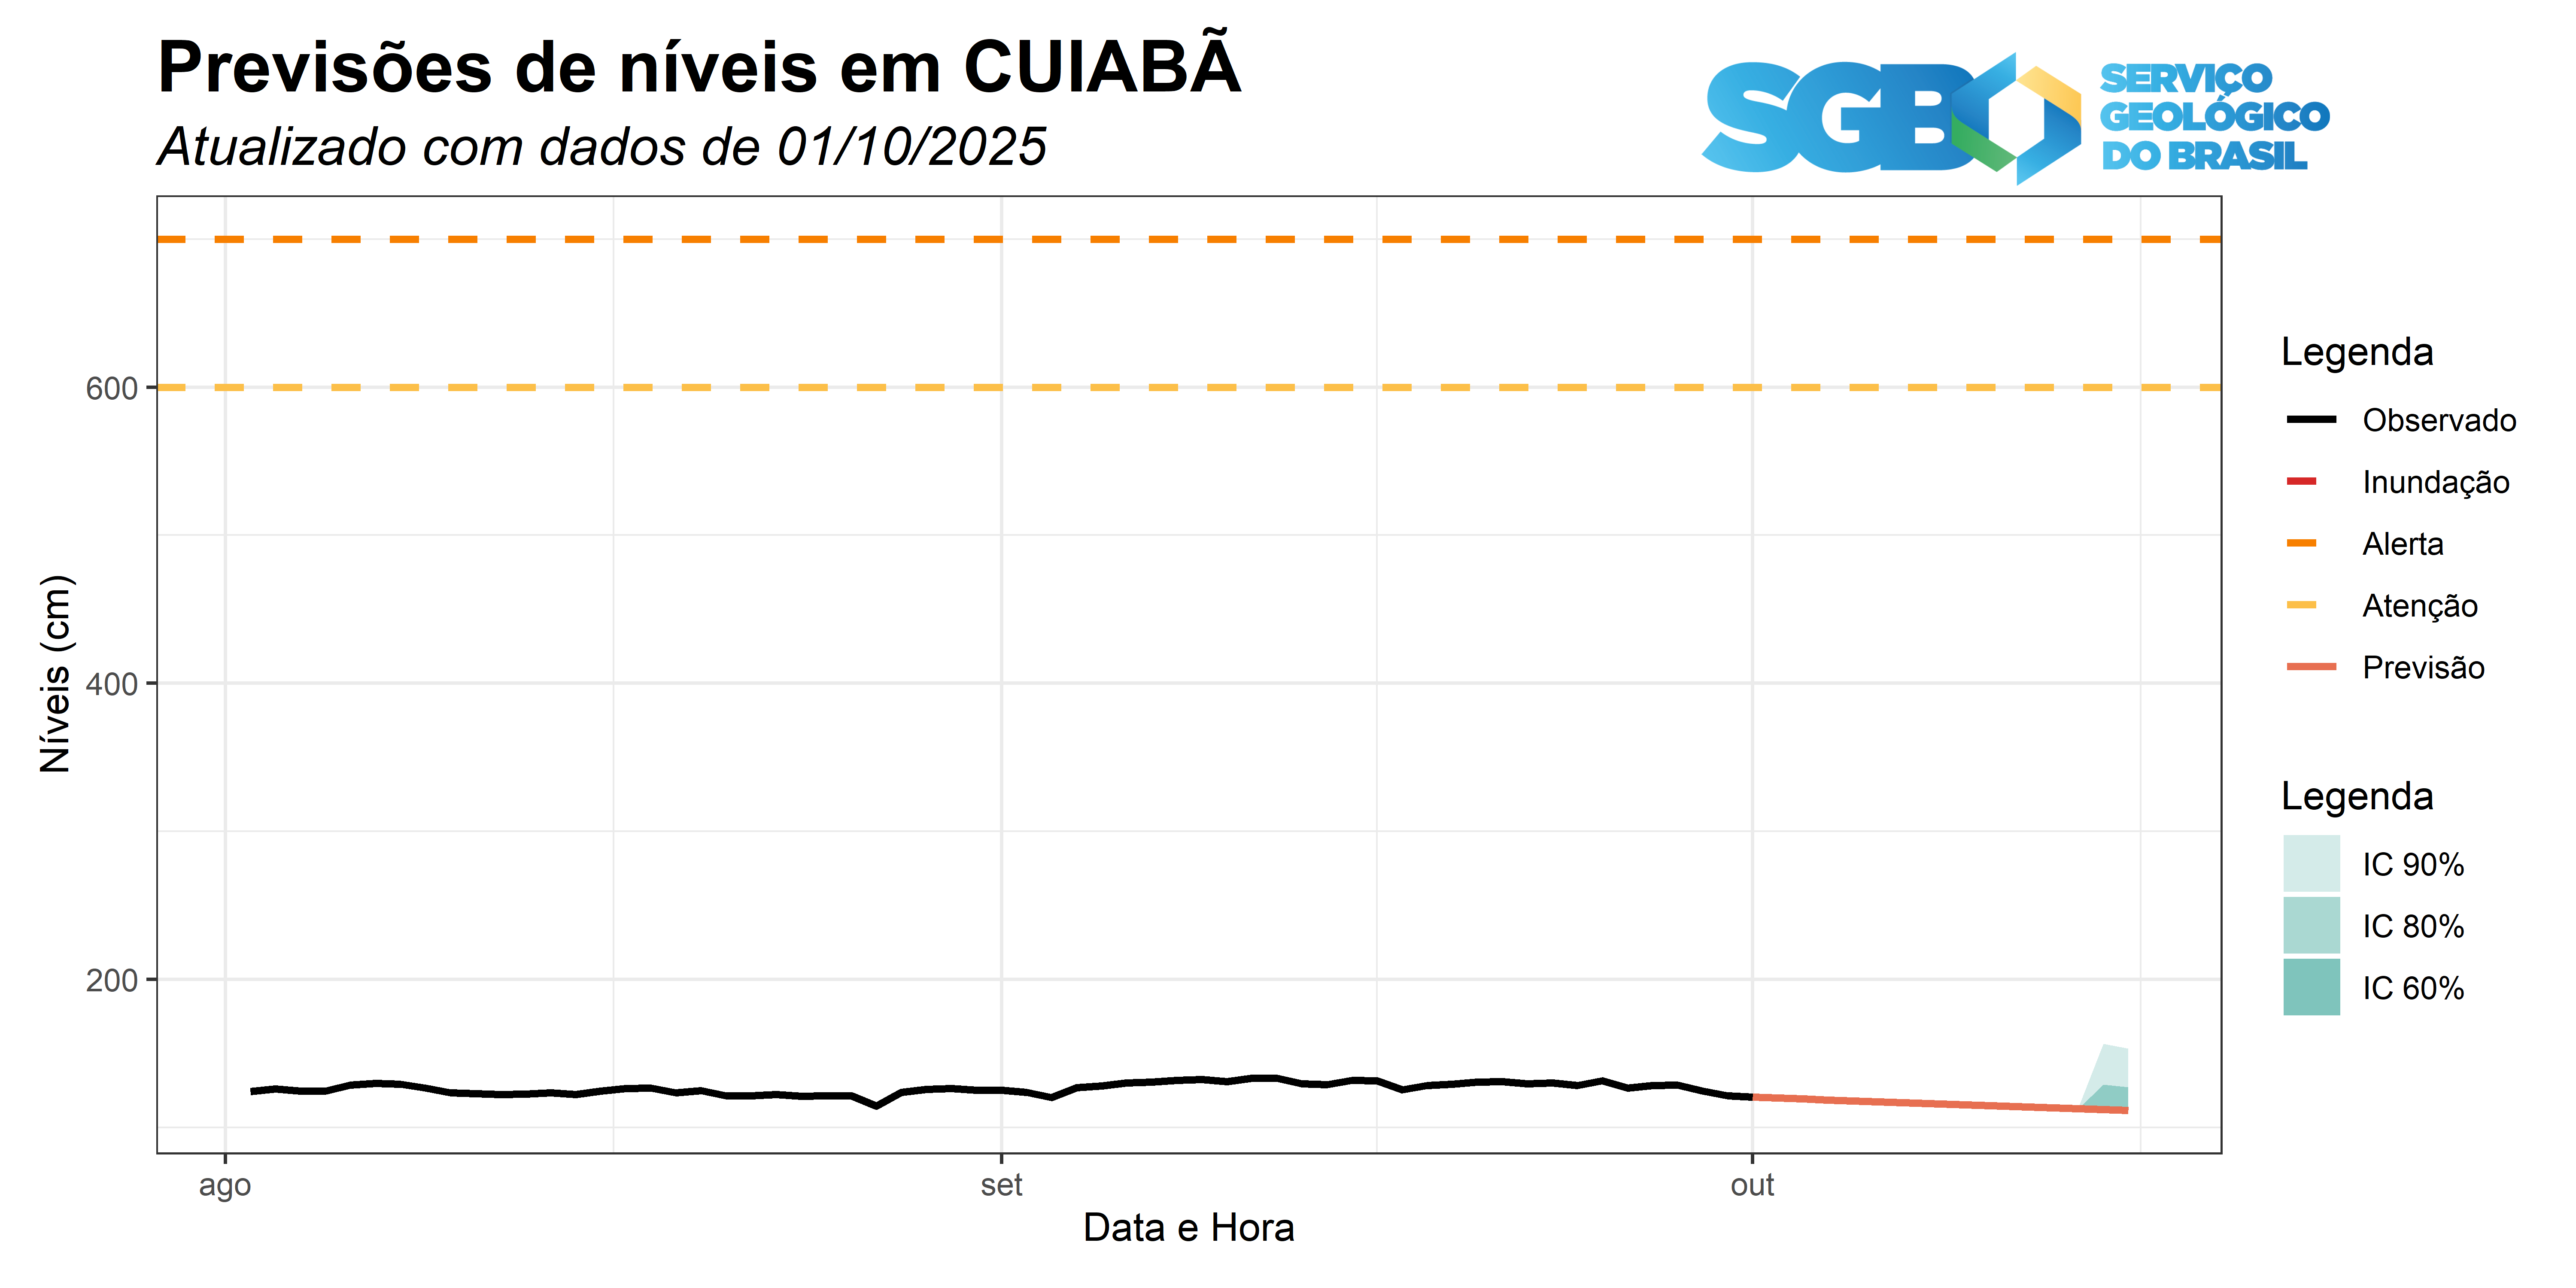 Previsões de níveis em CUIABÃ
Atualizado com dados de 01/10/2025
SGB
SERVIÇO
GEOLÓGICO
DO BRASIL
Níveis (cm)
600
400
200
ago
set
out
Data e Hora
Legenda
Observado
Inundação
Alerta
Atenção
Previsão
Legenda
IC 90%
IC 80%
IC 60%